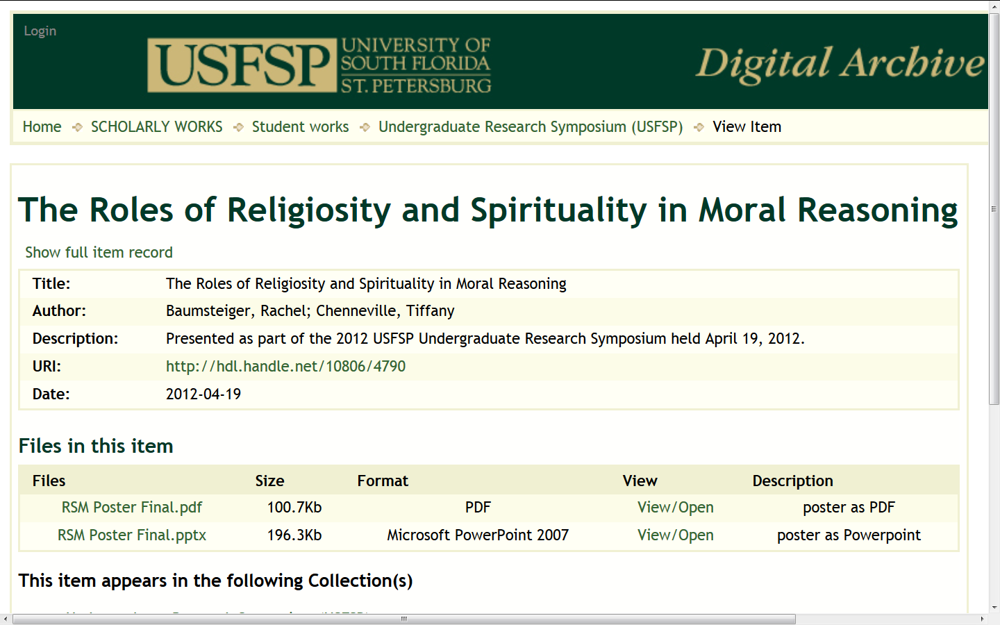 Login
USFSP UNIVERSITY OF
SOUTH FLORIDA
ST. PETERSBURG
Digital Archive
Home SCHOLARLY WORKS Student works Undergraduate Research Symposium (USFSP) View Item
The Roles of Religiosity and Spirituality in Moral Reasoning
Show full item record
Title: The Roles of Religiosity and Spirituality in Moral Reasoning
Author: Baumsteiger, Rachel; Chenneville, Tiffany
Description: Presented as part of the 2012 USFSP Undergraduate Research Symposium held April 19, 2012.
URI: http://hdl.handle.net/10806/4790
Date: 2012-04-19
Files in this item
Files Size Format View Description
RSM Poster Final.pdf 100.7Kb PDF View/Open poster as PDF
RSM Poster Final.pptx 196.3Kb Microsoft PowerPoint 2007 View/Open poster as Powerpoint
This item appears in the following Collection(s)